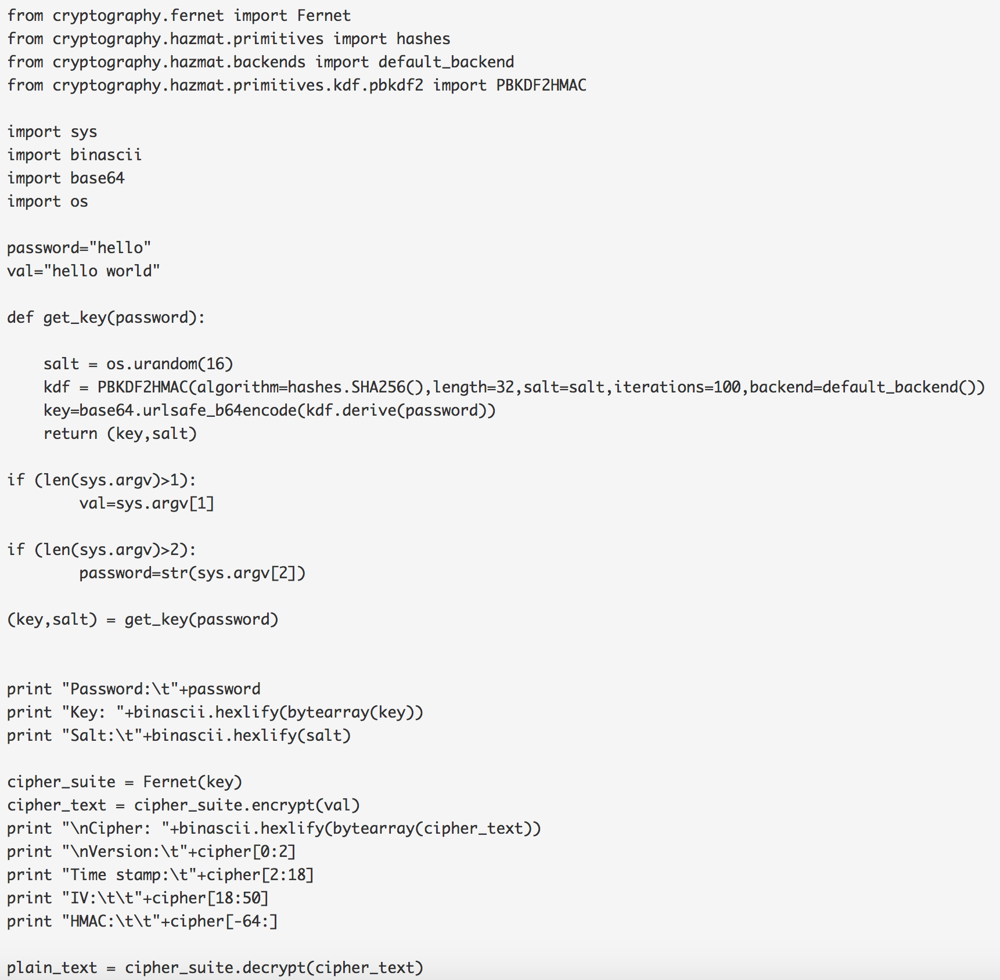 from cryptography.fernet import Fernet
from cryptography.hazmat.primitives import hashes
from cryptography.hazmat.backends import default_backend
from cryptography.hazmat.primitives.kdf.pbkdf2 import PBKDF2HMAC

import sys
import binascii
import base64
import os

password="hello"
val="hello world"

def get_key(password):

    salt = os.urandom(16)
    kdf = PBKDF2HMAC(algorithm=hashes.SHA256(),length=32,salt=salt,iterations=100,backend=default_backend())
    key=base64.urlsafe_b64encode(kdf.derive(password))
    return (key,salt)

if (len(sys.argv)>1):
        val=sys.argv[1]

if (len(sys.argv)>2):
        password=str(sys.argv[2])

(key,salt) = get_key(password)


print "Password:\t"+password
print "Key: "+binascii.hexlify(bytearray(key))
print "Salt:\t"+binascii.hexlify(salt)

cipher_suite = Fernet(key)
cipher_text = cipher_suite.encrypt(val)
print "\nCipher: "+binascii.hexlify(bytearray(cipher_text))
print "\nVersion:\t"+cipher[0:2]
print "Time stamp:\t"+cipher[2:18]
print "IV:\t\t"+cipher[18:50]
print "HMAC:\t\t"+cipher[-64:]

plain_text = cipher_suite.decrypt(cipher_text)